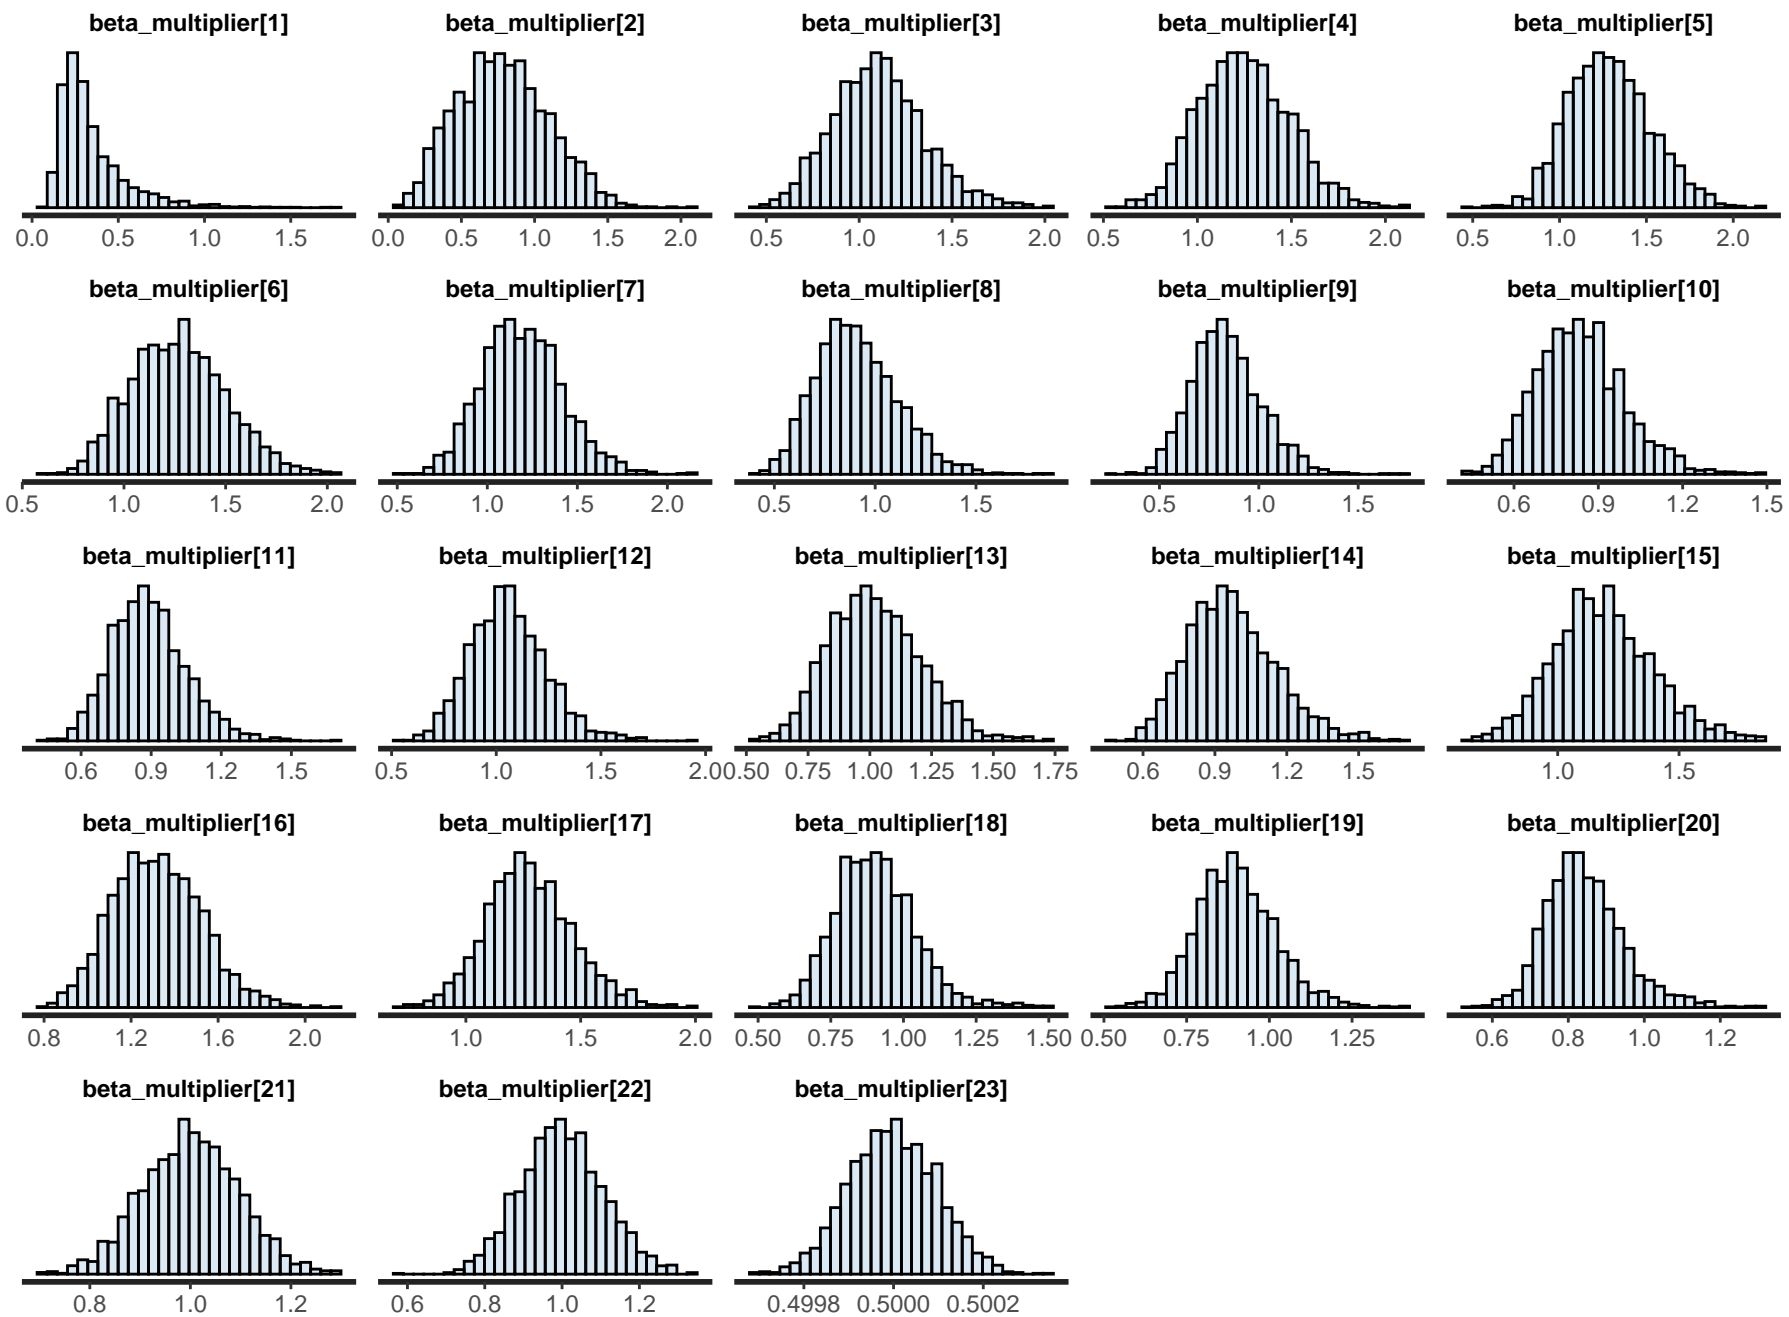 beta_multiplier[1] beta_multiplier[2] beta_multiplier[3] beta_multiplier[4] beta_multiplier[5]
0.0 0.5 1.0 1.5 0.0 0.5 1.0 1.5 2.0 0.5 1.0 1.5 2.0 0.5 1.0 1.5 2.0 0.5 1.0 1.5 2.0
beta_multiplier[6] beta_multiplier[7] beta_multiplier[8] beta_multiplier[9] beta_multiplier[10]
0.5 1.0 1.5 2.0 0.5 1.0 1.5 2.0 0.5 1.0 1.5 0.5 1.0 1.5 0.6 0.9 1.2 1.5
beta_multiplier[11] beta_multiplier[12] beta_multiplier[13] beta_multiplier[14] beta_multiplier[15]
0.6 0.9 1.2 1.5 0.5 1.0 1.5 2.0 0.50 0.75 1.00 1.25 1.50 1.75 0.6 0.9 1.2 1.5 1.0 1.5
beta_multiplier[16] beta_multiplier[17] beta_multiplier[18] beta_multiplier[19] beta_multiplier[20]
0.8 1.2 1.6 2.0 1.0 1.5 2.0 0.50 0.75 1.00 1.25 1.50 0.50 0.75 1.00 1.25 0.6 0.8 1.0 1.2
beta_multiplier[21] beta_multiplier[22] beta_multiplier[23]
0.8 1.0 1.2 0.6 0.8 1.0 1.2 0.4998 0.5000 0.5002